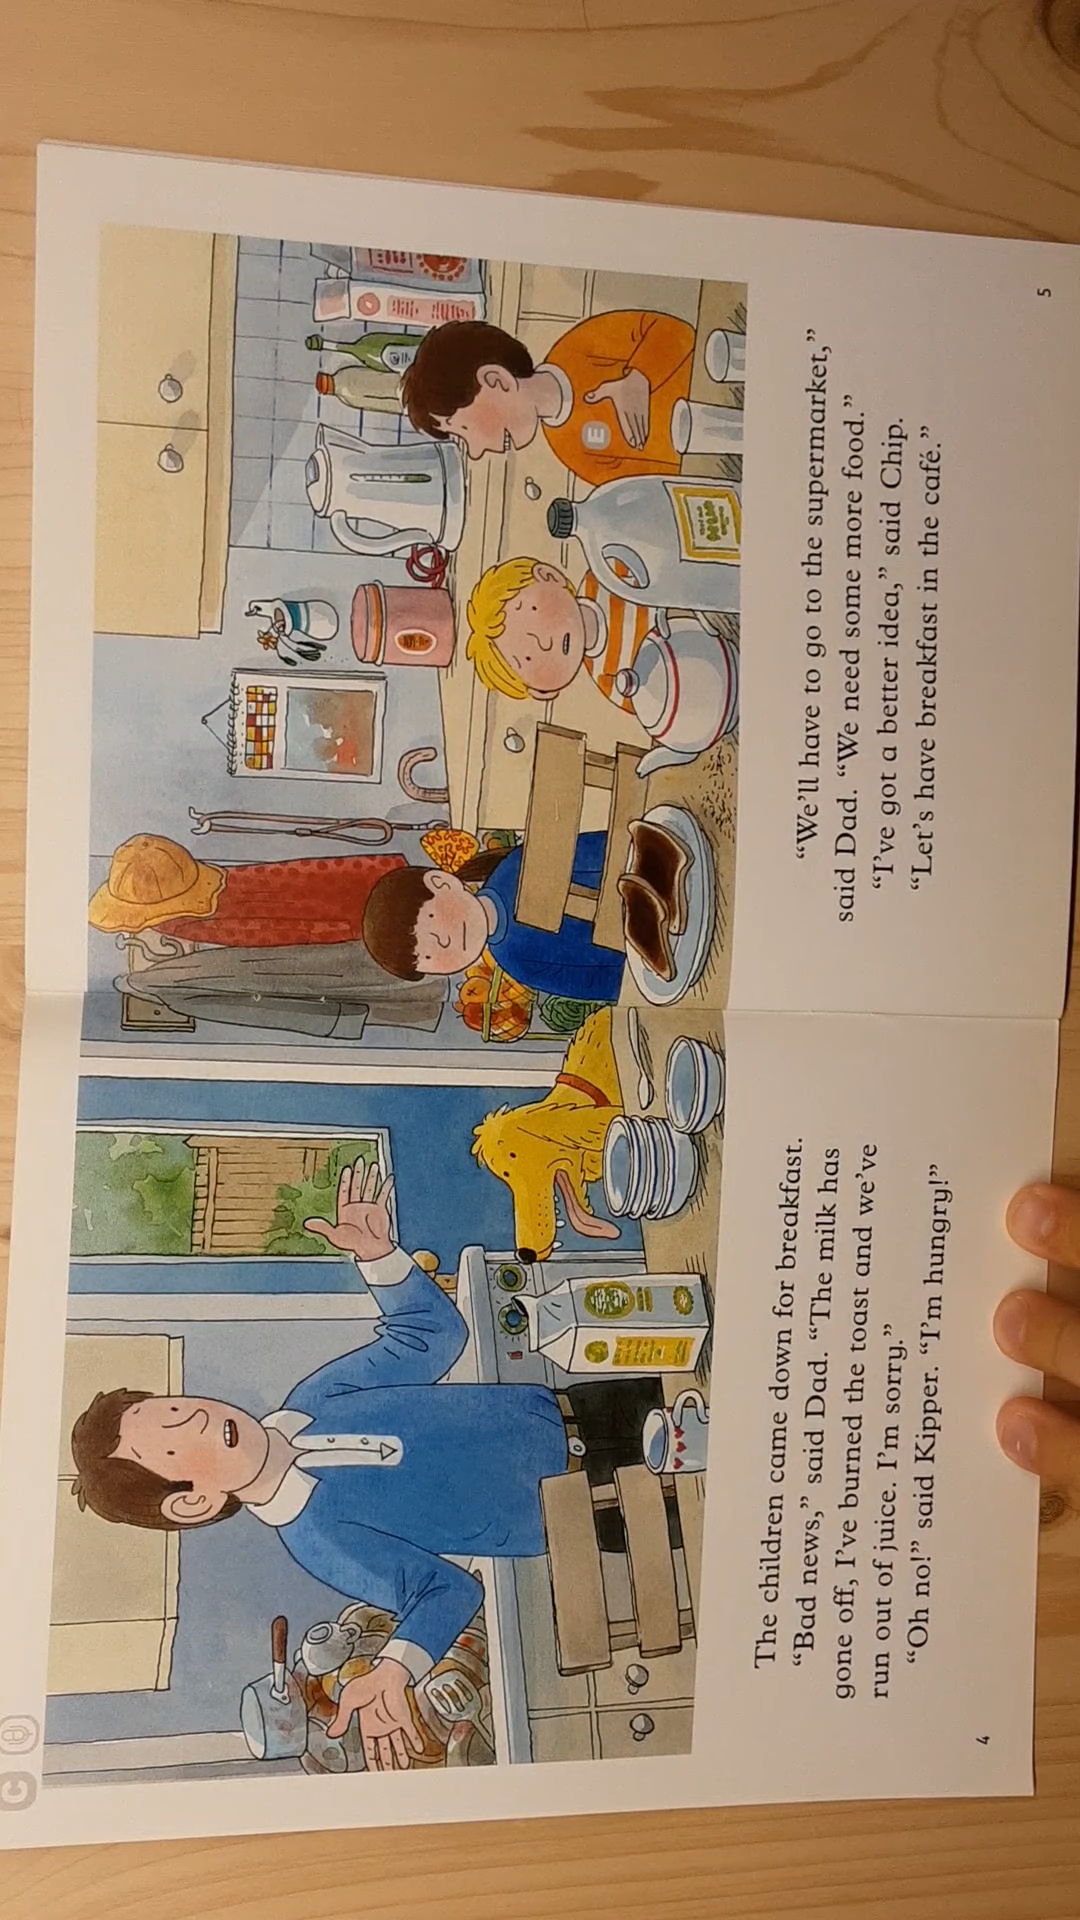 C
The children came down for breakfast.
“Bad news,” said Dad. “The milk has
gone off, I’ve burned the toast and we’ve
run out of juice. I’m sorry.”
“Oh no!” said Kipper. “I’m hungry!”
4
E
“We’ll have to go to the supermarket,”
said Dad. “We need some more food.”
“I’ve got a better idea,” said Chip.
“Let’s have breakfast in the café.”
5